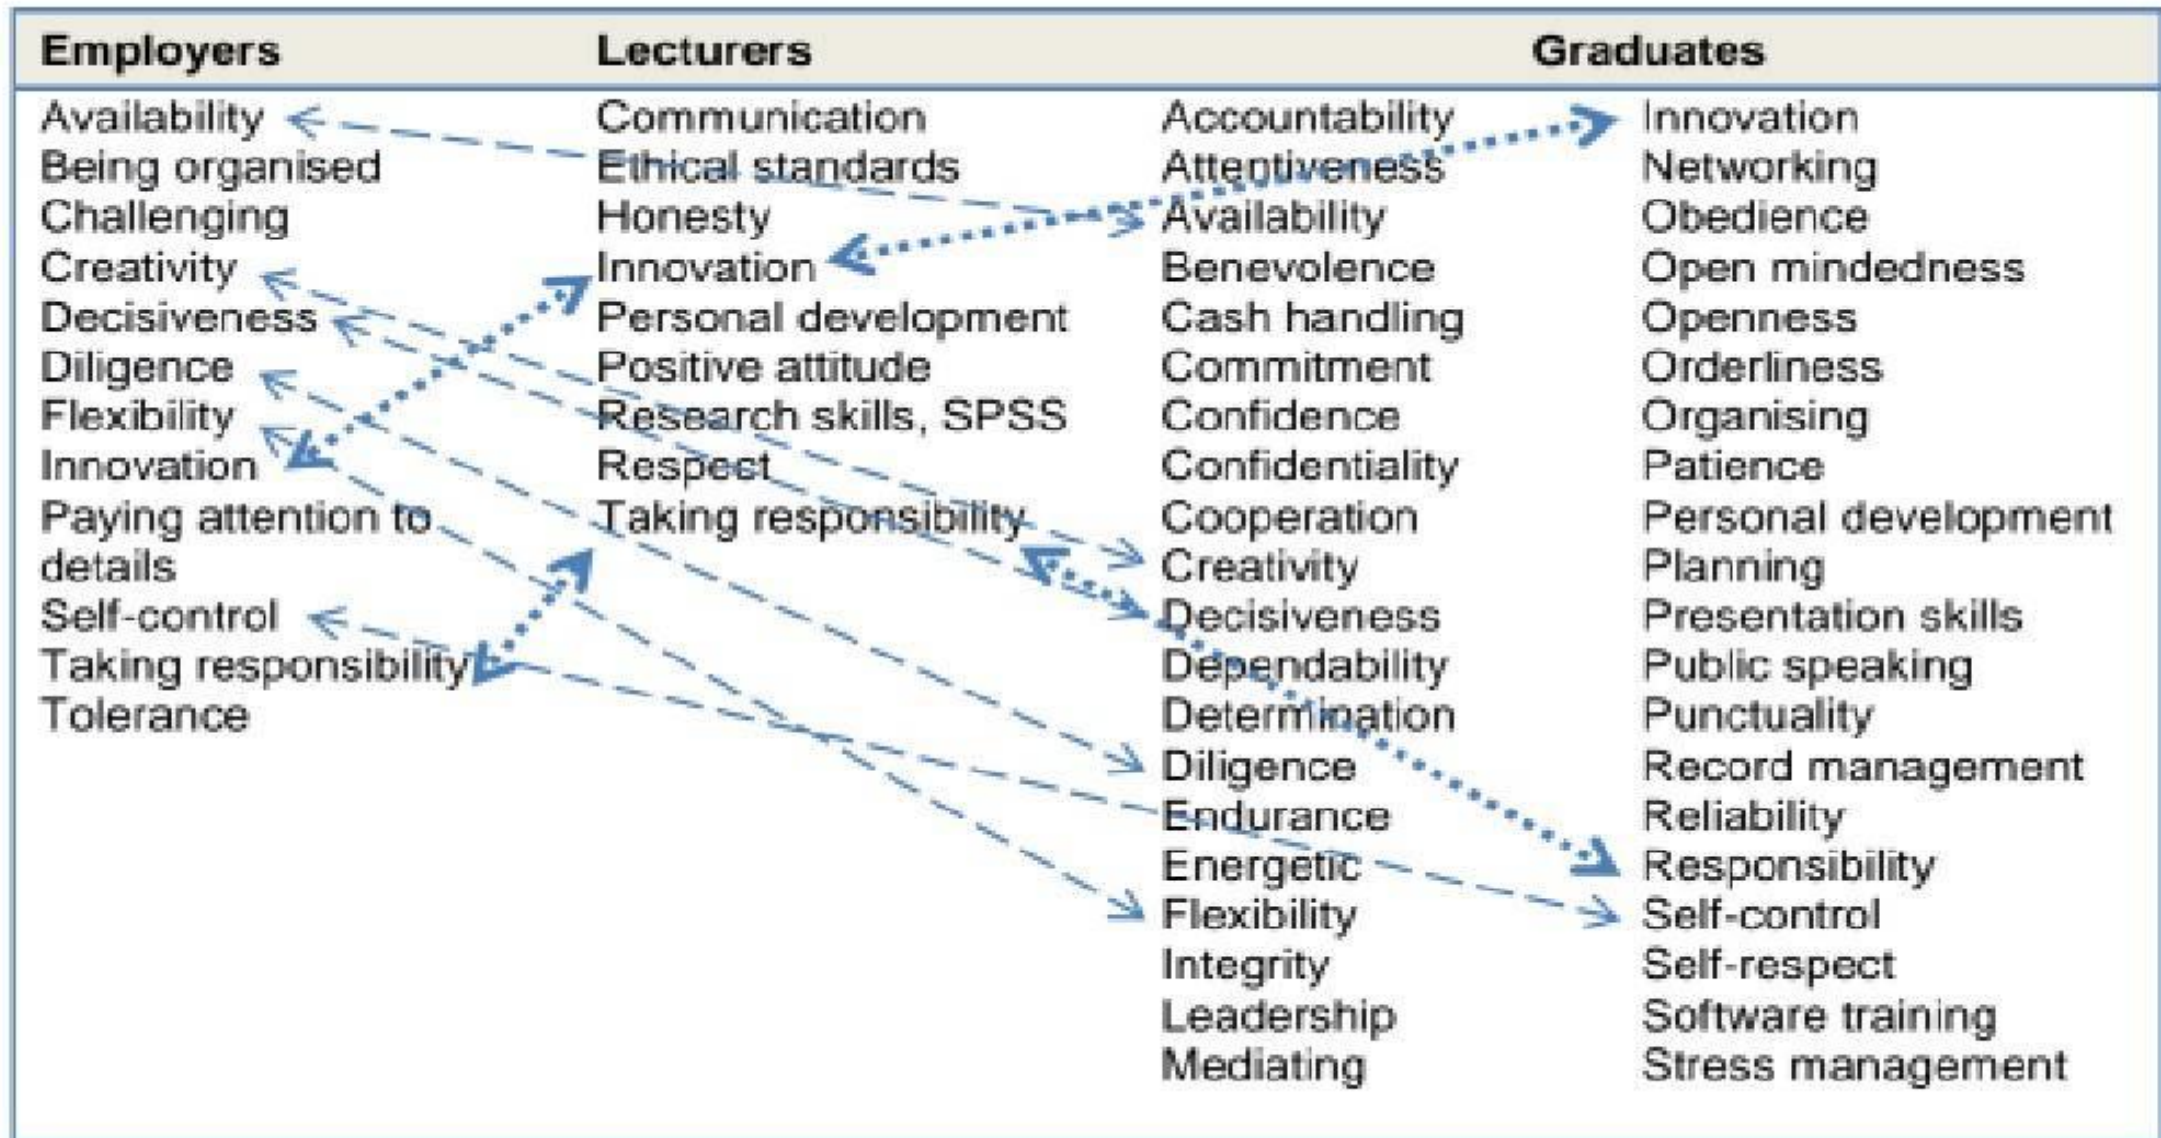 Employers
Lecturers
Graduates
Availability
Being organised
Challenging
Creativity
Decisiveness
Diligence
Flexibility
Innovation
Paying attention to
details
Self-control
Taking responsibility
Tolerance
Communication
Ethical standards
Honesty
Innovation
Personal development
Positive attitude
Research skills, SPSS
Respect
Taking responsibility
Accountability
Attentiveness
Availability
Benevolence
Cash handling
Commitment
Confidence
Confidentiality
Cooperation
Creativity
Decisiveness
Dependability
Determination
Diligence
Endurance
Energetic
Flexibility
Integrity
Leadership
Mediating
Innovation
Networking
Obedience
Open mindedness
Openness
Orderliness
Organising
Patience
Personal development
Planning
Presentation skills
Public speaking
Punctuality
Record management
Reliability
Responsibility
Self-control
Self-respect
Software training
Stress management